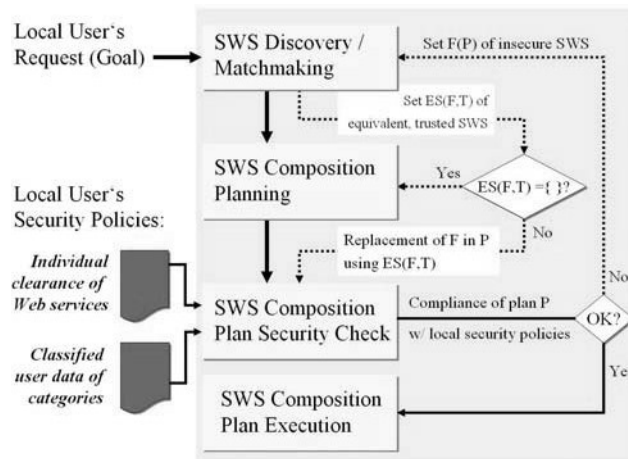 Local User's
Request (Goal)
SWS Discovery /
Matchmaking
Set F(P) of insecure SWS
Set ES(F,T) of
equivalent, trusted SWS
SWS Composition
Planning
Yes
ES(F,T) ={ }?
No
Local User's
Security Policies:
Replacement of F in P
using ES(F,T)
Individual
clearance of
Web services
SWS Composition
Plan Security Check
Compliance of plan P
w/ local security policies
No
OK?
Classified
user data of
categories
SWS Composition
Plan Execution
Ye